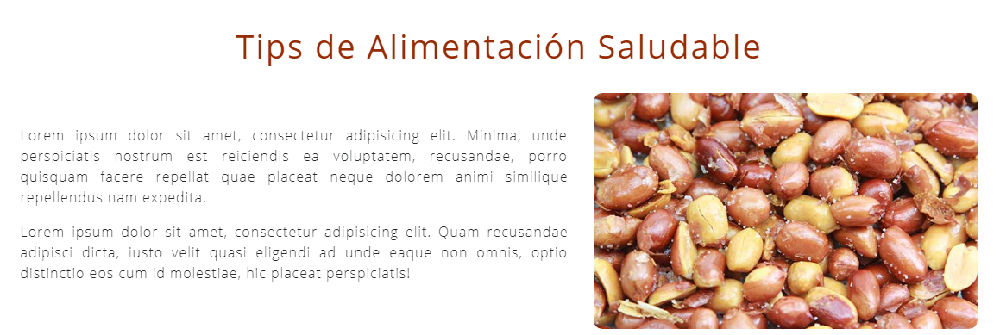 Tips de Alimentación Saludable
Lorem ipsum dolor sit amet, consectetur adipisicing elit. Minima, unde
perspiciatis nostrum est reiciendis ea voluptatem, recusandae, porro
quisquam facere repellat quae placeat neque dolorem animi similique
repellendus nam expedita.
Lorem ipsum dolor sit amet, consectetur adipisicing elit. Quam recusandae
adipisci dicta, iusto velit quasi eligendi ad unde eaque non omnis, optio
distinctio eos cum id molestiae, hic placeat perspiciatis!